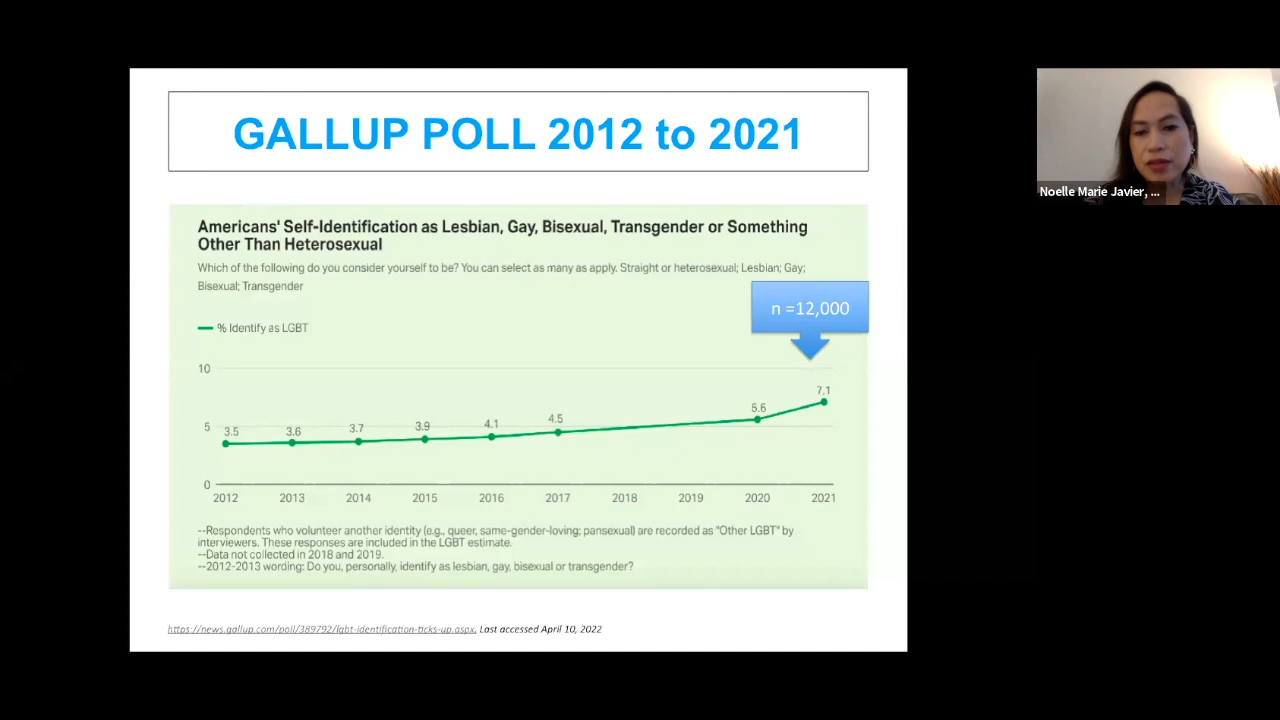 GALLUP POLL 2012 to 2021
Americans' Self-Identification as Lesbian, Gay, Bisexual, Transgender or Something
Other Than Heterosexual
Which of the following do you consider yourself to be? You can select as many as apply. Straight or heterosexual; Lesbian; Gay;
Bisexual; Transgender
n =12,000
% Identify as LGBT
10
5
0
3.5
3.6
3.7
3.9
4.1
4.5
5.6
7.1
2012
2013
2014
2015
2016
2017
2018
2019
2020
2021
--Respondents who volunteer another identity (e.g., queer, same-gender-loving; pansexual) are recorded as "Other LGBT" by
interviewers. These responses are included in the LGBT estimate.
--Data not collected in 2018 and 2019.
--2012-2013 wording: Do you, personally, identify as lesbian, gay, bisexual or transgender?
https://news.gallup.com/poll/389792/lgbt-identification-ticks-up.aspx, Last accessed April 10, 2022
Noelle Marie Javier, ...